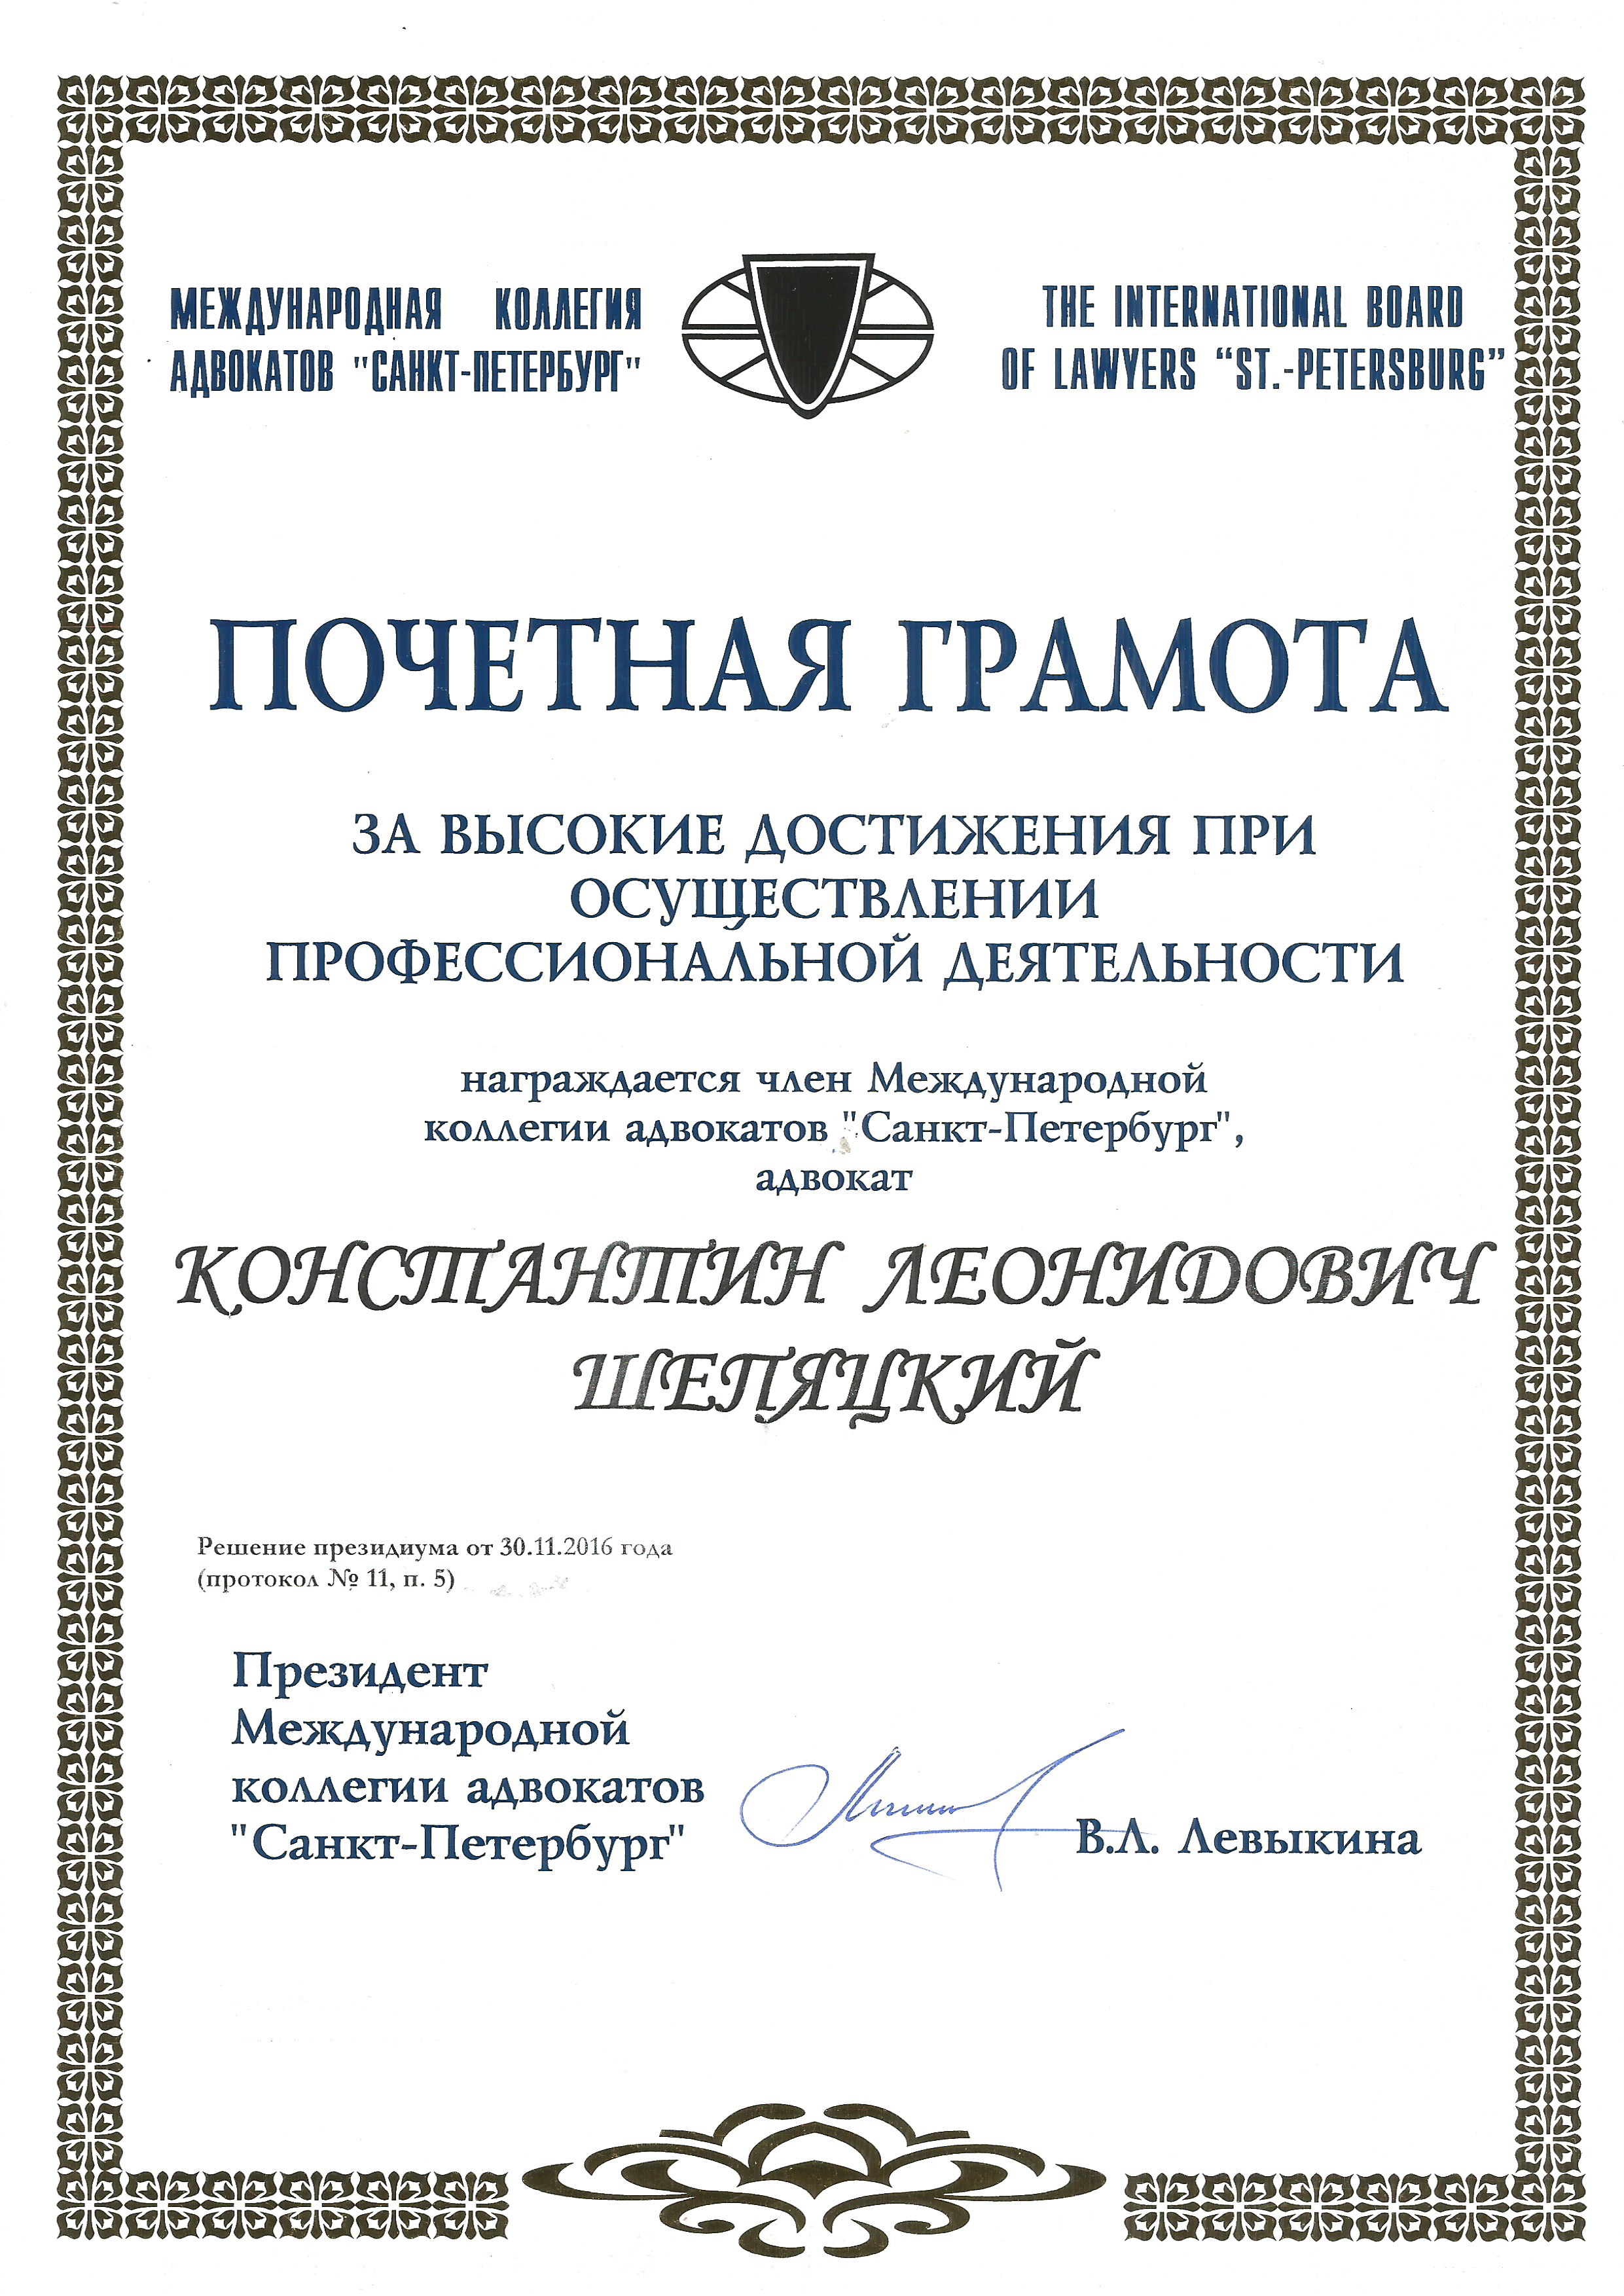 МЕЖДУНАРОДНАЯ КОЛЛЕГИЯ
АДВОКАТОВ "САНКТ-ПЕТЕРБУРГ"
THE INTERNATIONAL BOARD
OF LAWYERS “ST.-PETERSBURG”
ПОЧЕТНАЯ ГРАМОТА
ЗА ВЫСОКИЕ ДОСТИЖЕНИЯ ПРИ
ОСУЩЕСТВЛЕНИИ
ПРОФЕССИОНАЛЬНОЙ ДЕЯТЕЛЬНОСТИ
награждается член Международной
коллегии адвокатов "Санкт-Петербург",
адвокат
КОНСТАНТИН ЛЕОНИДОВИЧ
ШЕПЯЦКИЙ
Решение президиума от 30.11.2016 года
(протокол № 11, п. 5)
Президент
Международной
коллегии адвокатов
"Санкт-Петербург"
В.Л. Левыкина